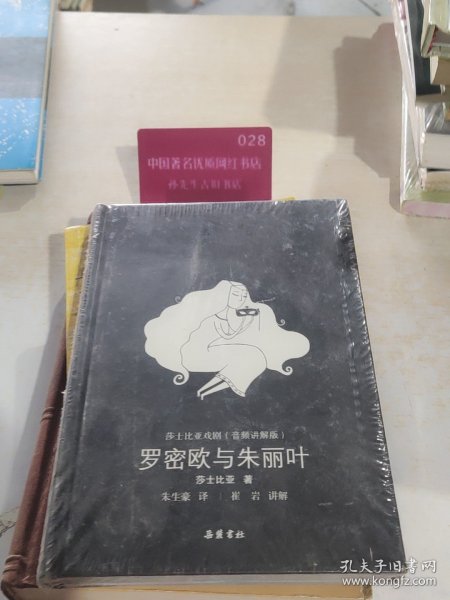 028
中国著名优质网红书店
孙先生古旧书店
莎士比亚戏剧（音频讲解版）
罗密欧与朱丽叶
莎士比亚 著
朱生豪 译 | 崔岩 讲解
岳麓书社
孔夫子旧书网
www.kongfz.com